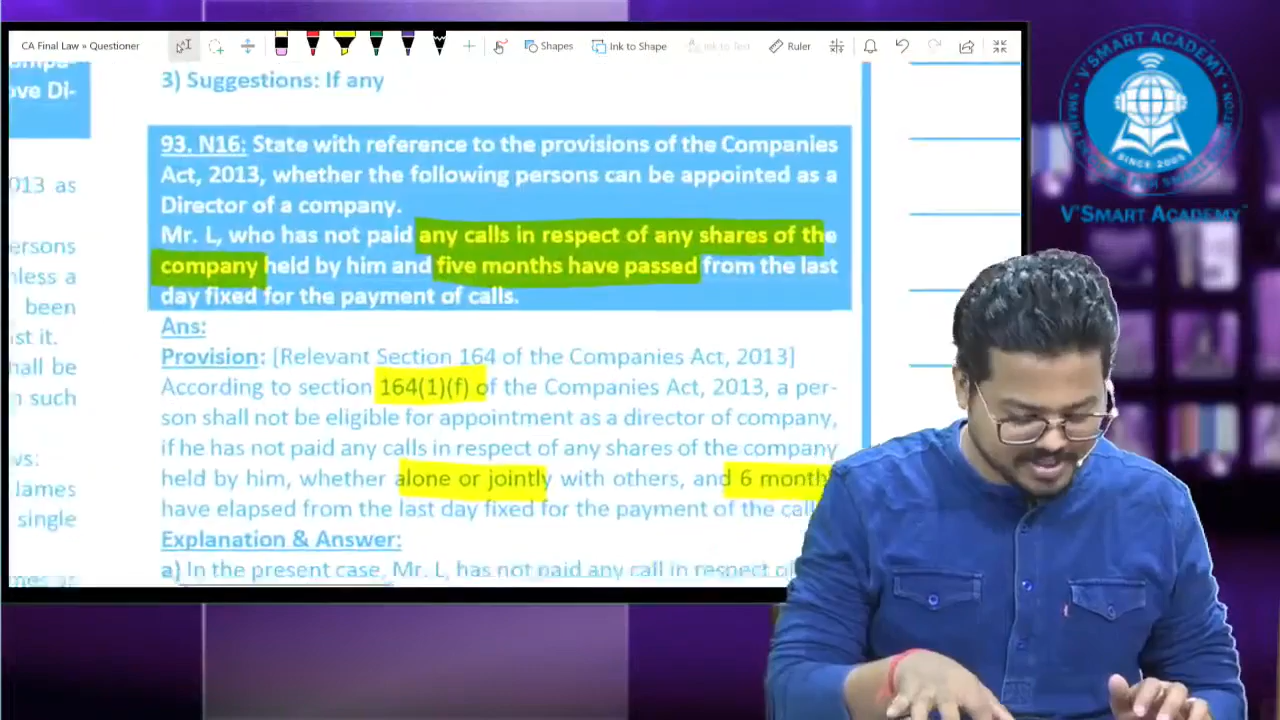 CA Final Law » Questioner
Shapes
Ink to Shape
Ink to Text
Ruler
ove Di-
3) Suggestions: If any
93. N16: State with reference to the provisions of the Companies
Act, 2013, whether the following persons can be appointed as a
Director of a company.
Mr. L, who has not paid any calls in respect of any shares of the
company held by him and five months have passed from the last
day fixed for the payment of calls.
Ans:
Provision: [Relevant Section 164 of the Companies Act, 2013]
According to section 164(1)(f) of the Companies Act, 2013, a per-
son shall not be eligible for appointment as a director of company,
if he has not paid any calls in respect of any shares of the company
held by him, whether alone or jointly with others, and 6 month
have elapsed from the last day fixed for the payment of the call
Explanation & Answer:
a) In the present case, Mr. L, has not paid any call in respect of
013 as
ersons
nless a
been
st it.
hall be
n such
vs:
James
single
V'SMART ACADEMY
SINCE 2005
V'SMART ACADEMY